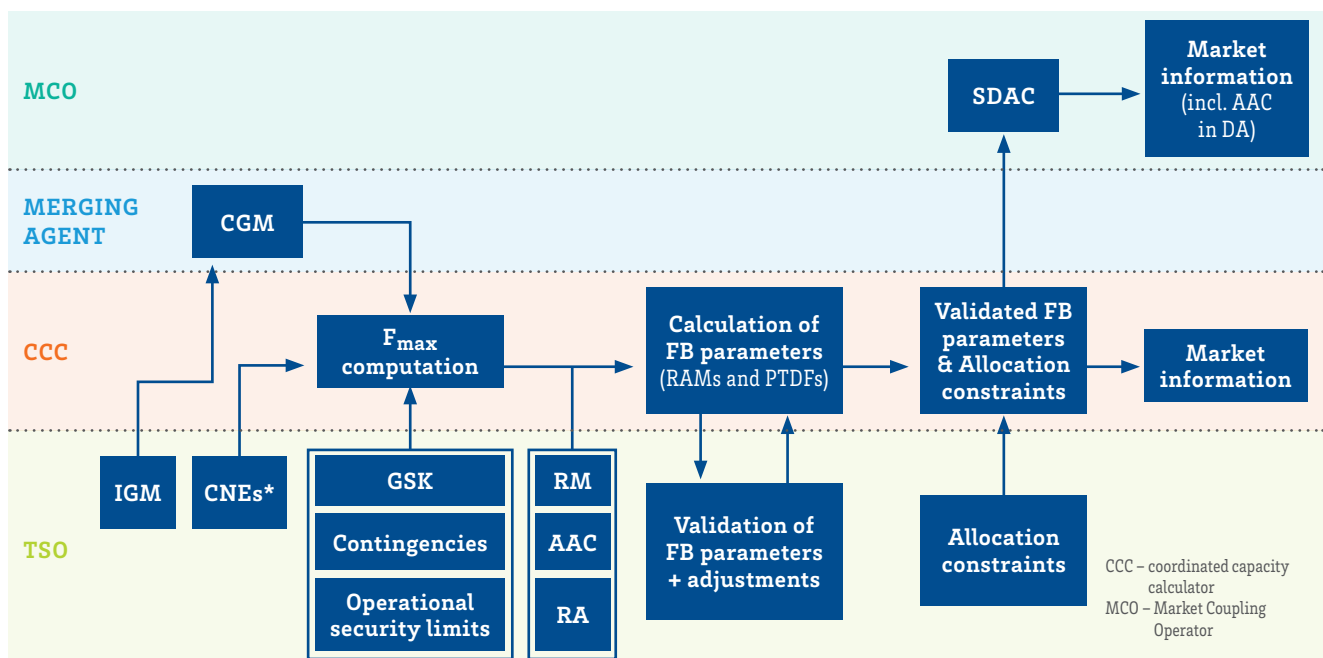 MCO
SDAC
Market
information
(incl. AAC
in DA)
MERGING
AGENT
CGM
CCC
Fmax
computation
Calculation of
FB parameters
(RAMs and PTDFs)
Validated FB
parameters
& Allocation
constraints
Market
information
TSO
IGM
CNEs*
GSK
Contingencies
Operational
security limits
RM
AAC
RA
Validation of
FB parameters
+ adjustments
Allocation
constraints
CCC – coordinated capacity
calculator
MCO – Market Coupling
Operator